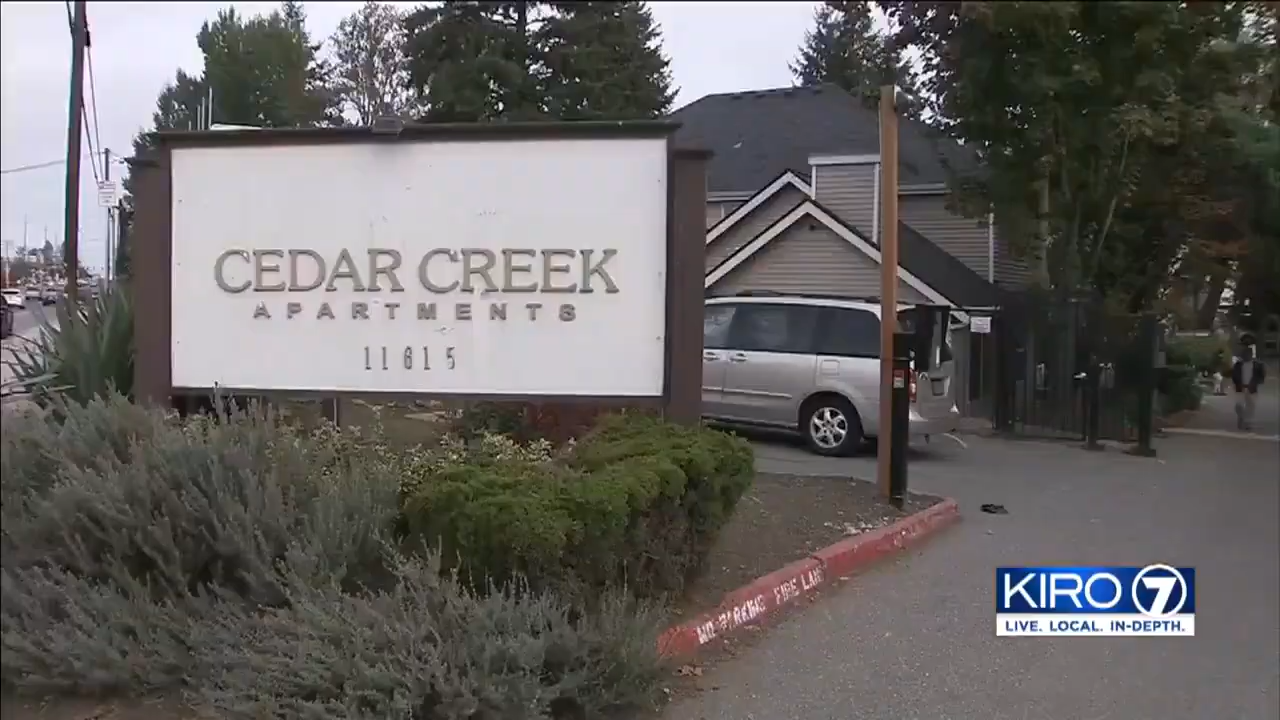 CEDAR CREEK
APARTMENTS
11615
NO PARKING FIRE LANE
KIRO 7
LIVE. LOCAL. IN-DEPTH.